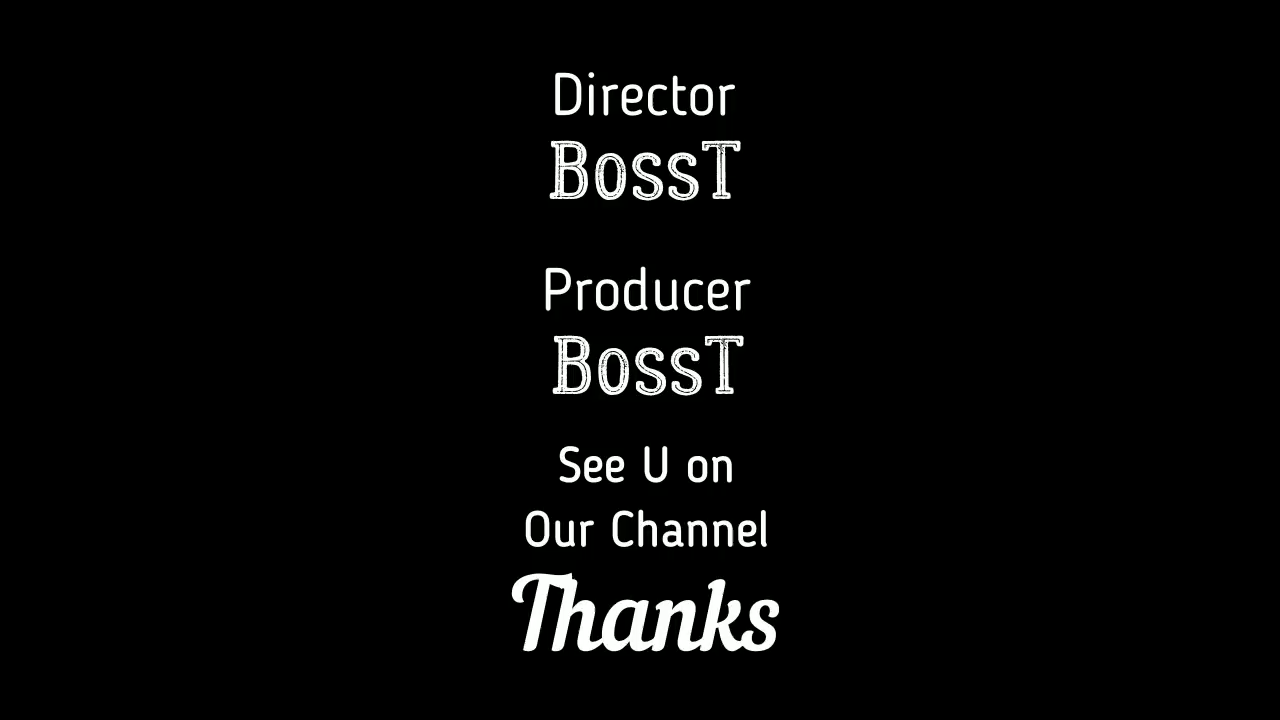 Director
BossT
Producer
BossT
See U on
Our Channel
Thanks